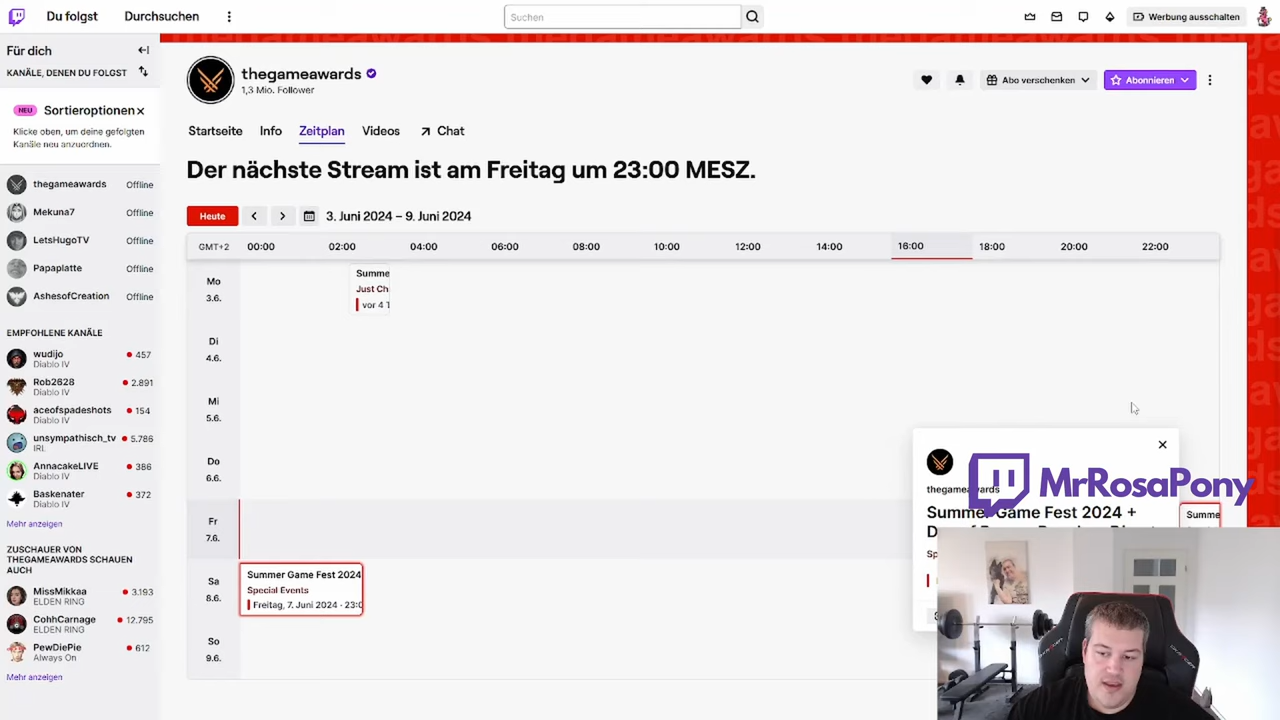 Du folgst
Durchsuchen
Suchen
Werbung ausschalten
Für dich
KANÄLE, DENEN DU FOLGST
NEU Sortieroptionen
Klicke oben, um deine gefolgten
Kanäle neu anzuordnen.
thegameawards Offline
Mekuna7 Offline
LetsHugoTV Offline
Papaplatte Offline
AshesofCreation Offline
EMPFOHLENE KANÄLE
wudijo 457
Diablo IV
Rob2628 2.891
Diablo IV
aceofspadeshots 154
Diablo IV
unsympathisch_tv 5.786
IRL
AnnacakeLIVE 386
Diablo IV
Baskenater 372
Diablo IV
Mehr anzeigen
ZUSCHAUER VON
THEGAMEAWARDS SCHAUEN
AUCH
MissMikkaa 3.193
ELDEN RING
CohhCarnage 12.795
ELDEN RING
PewDiePie 612
Always On
Mehr anzeigen
thegameawards
1,3 Mio. Follower
Abo verschenken
Abonnieren
Startseite Info Zeitplan Videos Chat
Der nächste Stream ist am Freitag um 23:00 MESZ.
Heute
3. Juni 2024 – 9. Juni 2024
GMT+2 00:00 02:00 04:00 06:00 08:00 10:00 12:00 14:00 16:00 18:00 20:00 22:00
Mo
3.6.
Summe
Just Ch
vor 4 T
Di
4.6.
Mi
5.6.
Do
6.6.
Fr
7.6.
Sa
8.6.
Summer Game Fest 2024
Special Events
Freitag, 7. Juni 2024 · 23:0
So
9.6.
thegameawards
Summer Game Fest 2024 +
Sp
Summe
MrRosaPony